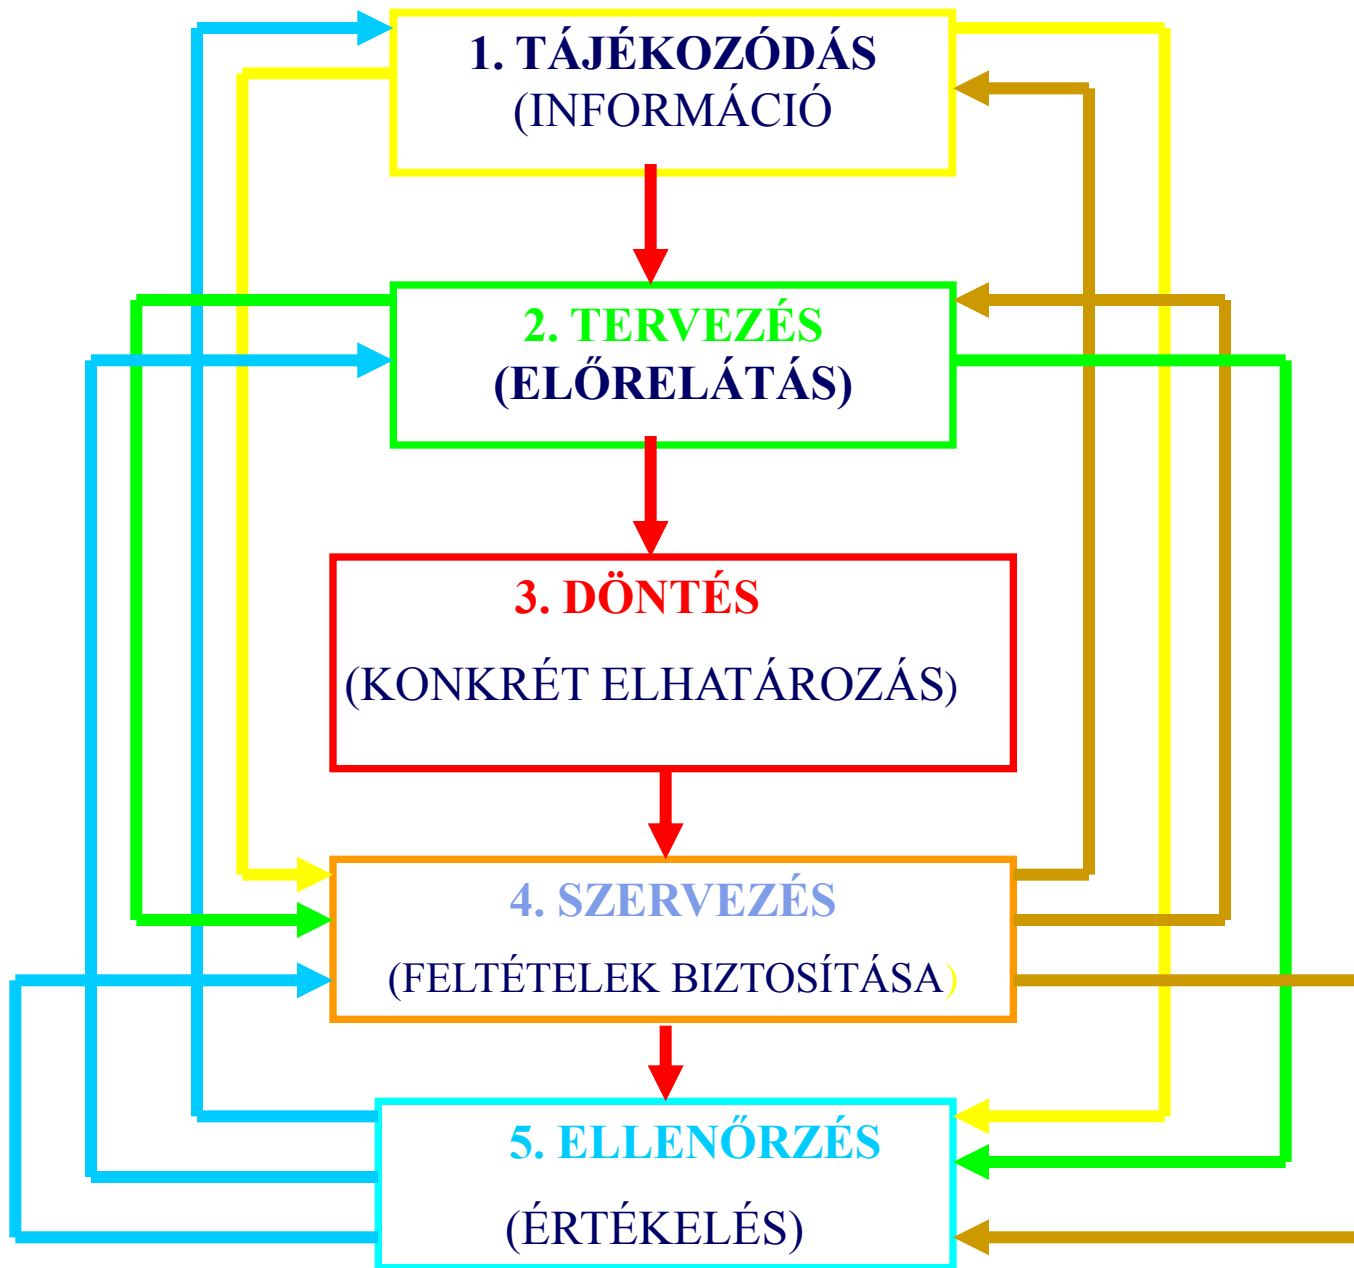 1. TÁJÉKOZÓDÁS
(INFORMÁCIÓ
2. TERVEZÉS
(ELŐRELÁTÁS)
3. DÖNTÉS
(KONKRÉT ELHATÁROZÁS)
4. SZERVEZÉS
(FELTÉTELEK BIZTOSÍTÁSA)
5. ELLENŐRZÉS
(ÉRTÉKELÉS)